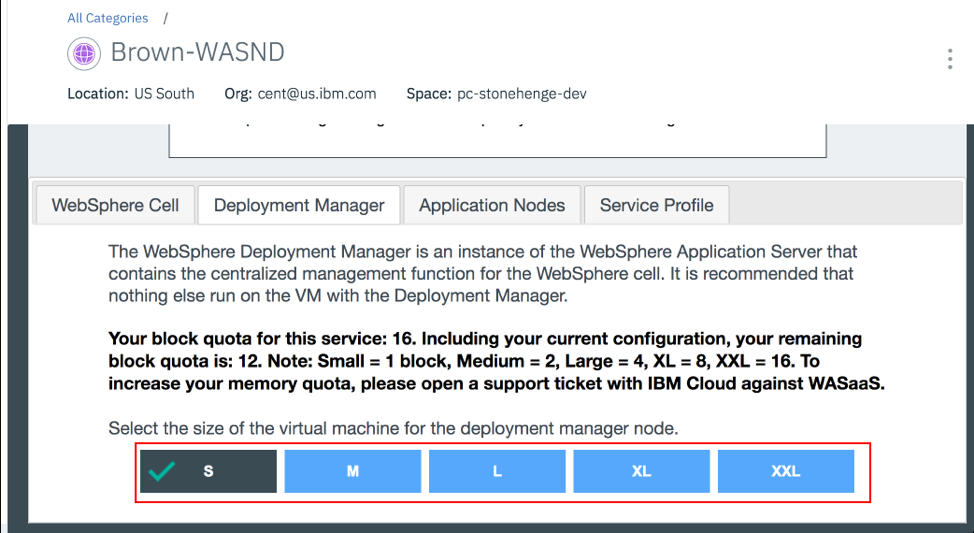 All Categories /
Brown-WASND
Location: US South Org: cent@us.ibm.com Space: pc-stonehenge-dev
WebSphere Cell Deployment Manager Application Nodes Service Profile
The WebSphere Deployment Manager is an instance of the WebSphere Application Server that
contains the centralized management function for the WebSphere cell. It is recommended that
nothing else run on the VM with the Deployment Manager.
Your block quota for this service: 16. Including your current configuration, your remaining
block quota is: 12. Note: Small = 1 block, Medium = 2, Large = 4, XL = 8, XXL = 16. To
increase your memory quota, please open a support ticket with IBM Cloud against WASaaS.
Select the size of the virtual machine for the deployment manager node.
S M L XL XXL